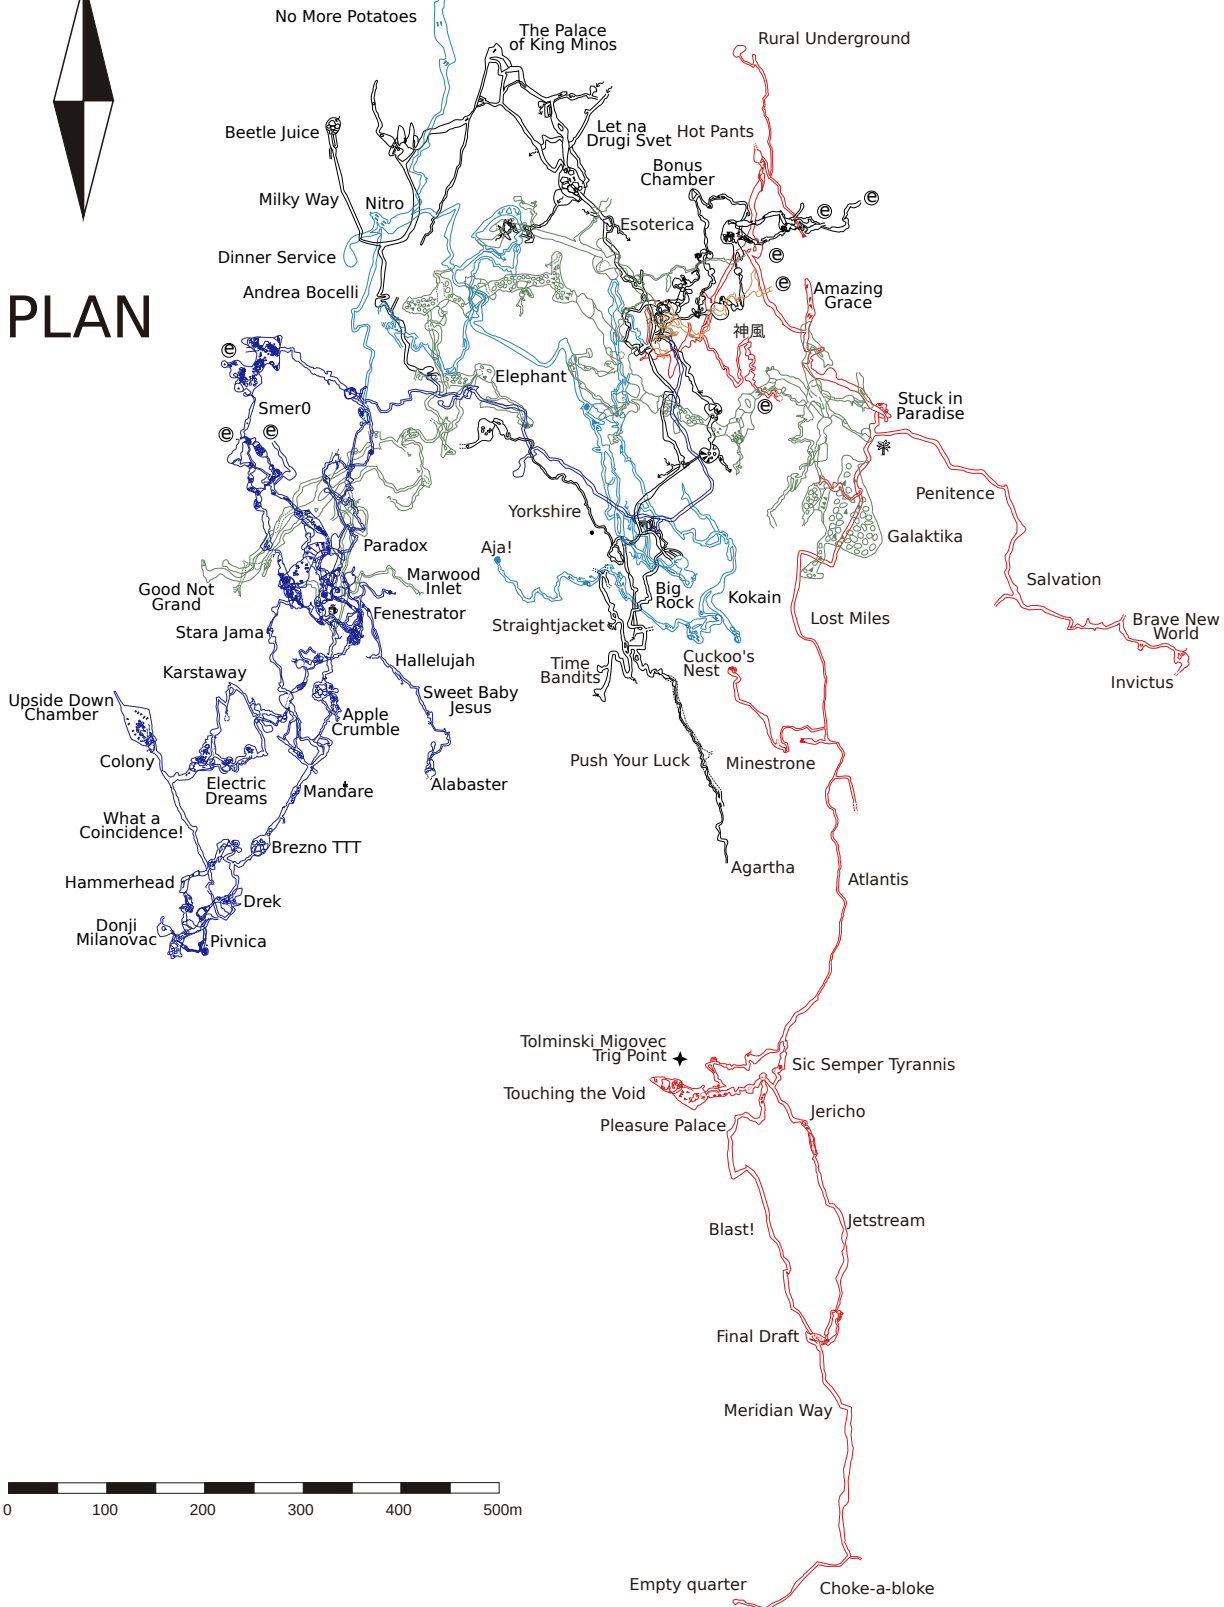 No More Potatoes
The Palace
of King Minos
Rural Underground
Beetle Juice
Let na
Drugi Svet
Hot Pants
Bonus
Chamber
Milky Way
Nitro
Esoterica
e
e
Dinner Service
e
Andrea Bocelli
e
Amazing
Grace
PLAN
神風
e
Elephant
Smer0
e
Stuck in
Paradise
e
e
Penitence
Yorkshire
Galaktika
Paradox
Aja!
Good Not
Grand
Marwood
Inlet
Big
Rock
Kokain
Salvation
Fenestrator
Lost Miles
Brave New
World
Stara Jama
Straightjacket
Hallelujah
Time
Bandits
Cuckoo's
Nest
Karstaway
Invictus
Upside Down
Chamber
Sweet Baby
Jesus
Apple
Crumble
Colony
Push Your Luck
Minestrone
Electric
Dreams
Mandare
Alabaster
What a
Coincidence!
Brezno TTT
Agartha
Hammerhead
Atlantis
Drek
Donji
Milanovac
Pivnica
Tolminski Migovec
Trig Point
Sic Semper Tyrannis
Touching the Void
Jericho
Pleasure Palace
Blast!
Jetstream
Final Draft
Meridian Way
0 100 200 300 400 500m
Empty quarter
Choke-a-bloke